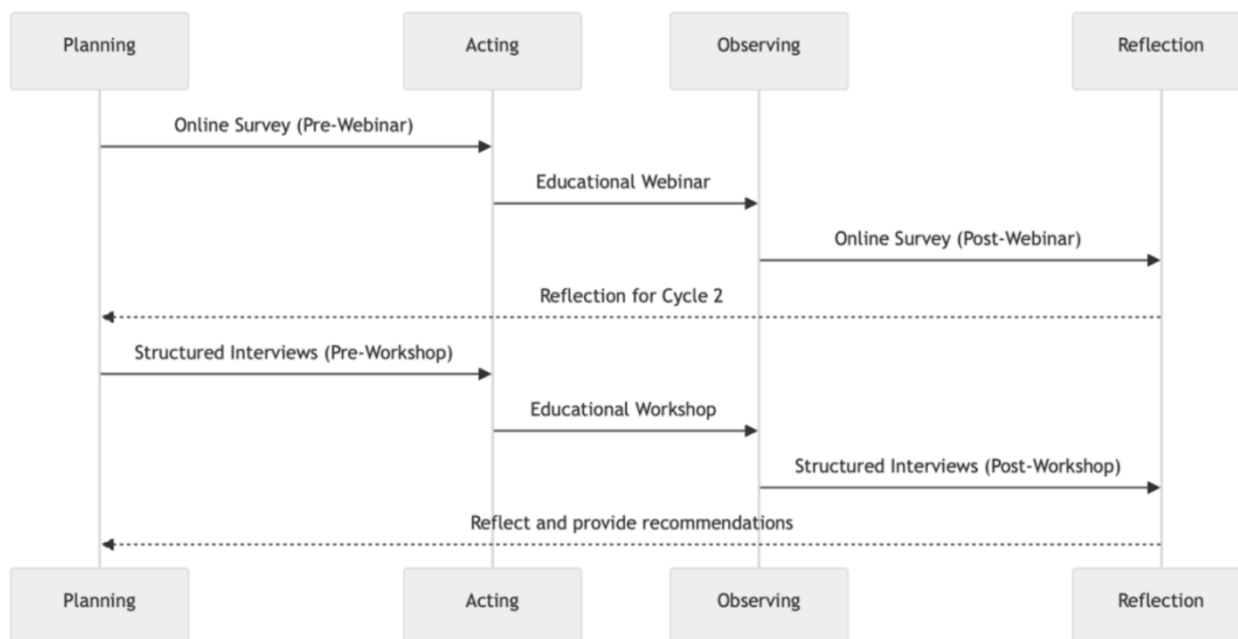 Planning
Acting
Observing
Reflection
Online Survey (Pre-Webinar)
Educational Webinar
Online Survey (Post-Webinar)
Reflection for Cycle 2
Structured Interviews (Pre-Workshop)
Educational Workshop
Structured Interviews (Post-Workshop)
Reflect and provide recommendations
Planning
Acting
Observing
Reflection